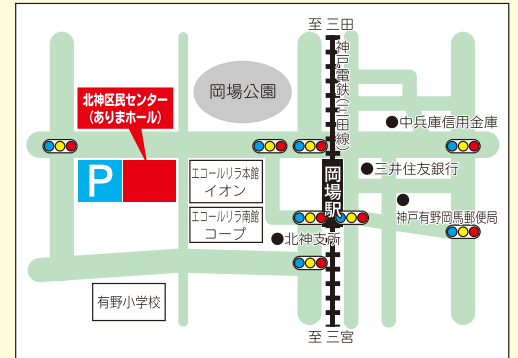 至 三田
神戸電鉄(三田線)
岡場公園
北神区民センター
(ありまホール)
中兵庫信用金庫
P
エコールリラ本館
イオン
三井住友銀行
岡場駅
エコールリラ南館
コープ
神戸有野岡馬郵便局
北神支所
有野小学校
至 三宮